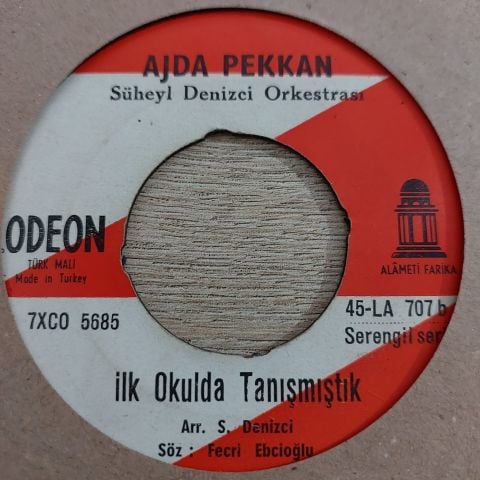 AJDA PEKKAN
Süheyl Denizci Orkestrası
ODEON
TÜRK MALI
Made in Turkey
ALÂMETİ FARİKA
7XCO 5685
45-LA 707 b
Serengil ser
ilk Okulda Tanışmıştık
Arr. S. Denizci
Söz : Fecri Ebcioğlu